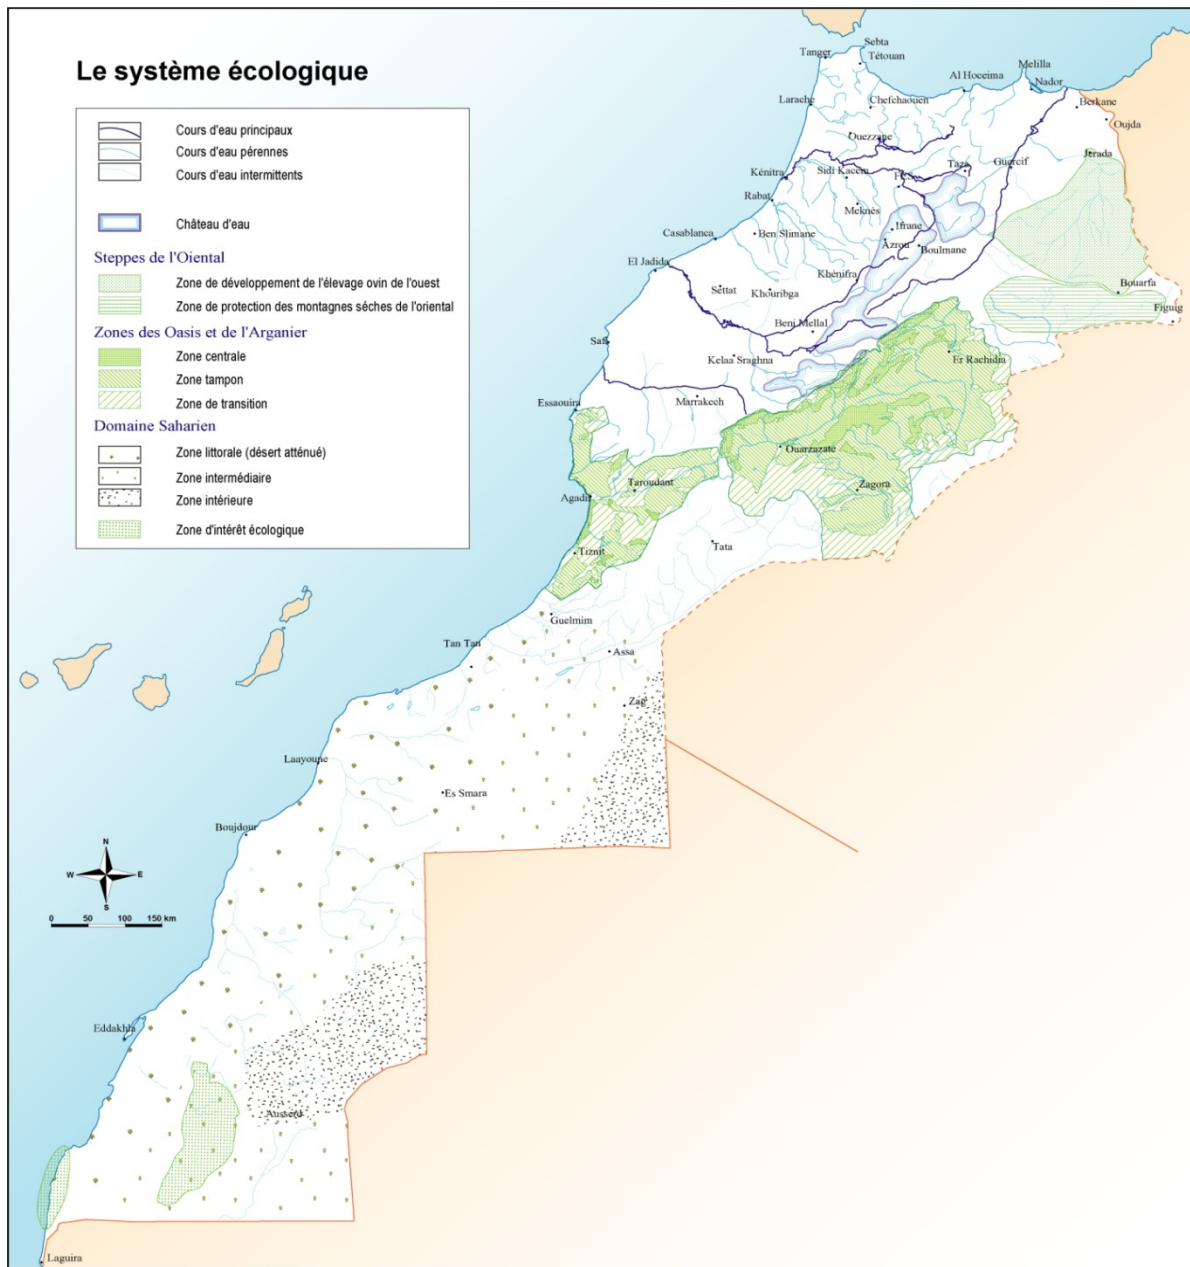 Le système écologique
Cours d'eau principaux
Cours d'eau pérennes
Cours d'eau intermittents
Château d'eau
Steppes de l'Oiental
Zone de développement de l'élevage ovin de l'ouest
Zone de protection des montagnes séches de l'oriental
Zones des Oasis et de l'Arganier
Zone centrale
Zone tampon
Zone de transition
Domaine Saharien
Zone littorale (désert atténué)
Zone intermédiaire
Zone intérieure
Zone d'intérêt écologique
Sebta
Tanger
Tétouan
Melilla
Al Hoceima
Nador
Larache
Chefchaouen
Berkane
Oujda
Ouezzane
Jerada
Taza
Guercif
Kénitra
Sidi Kacem
FES
Rabat
Meknès
Ifrane
Casablanca
Ben Slimane
Azrou
Boulmane
El Jadida
Khénifra
Settat
Khouribga
Bouarfa
Figuig
Beni Mellal
Safi
Kelaa Sraghna
Er Rachidia
Essaouira
Marrakech
Ouarzazate
Taroudant
Zagora
Agadir
Tiznit
Tata
Guelmim
Tan Tan
Assa
Zag
Laayoune
Es Smara
Boujdour
N
W
E
S
0 50 100 150 km
Eddakhla
Ausserd
Laguira